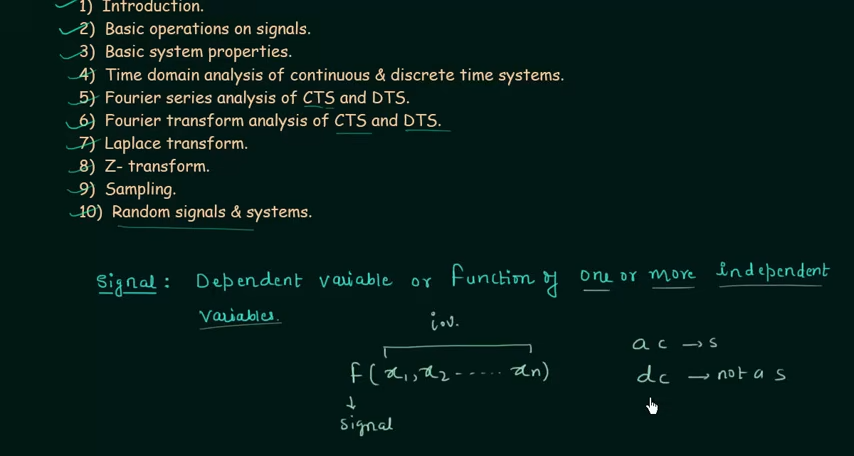 1) Introduction.
2) Basic operations on signals.
3) Basic system properties.
4) Time domain analysis of continuous & discrete time systems.
5) Fourier series analysis of CTS and DTS.
6) Fourier transform analysis of CTS and DTS.
7) Laplace transform.
8) Z- transform.
9) Sampling.
10) Random signals & systems.
Signal : Dependent variable or function of one or more independent
variables.
i.v.
f(x₁,x₂-----xn)
signal
ac → s
dc → not a s